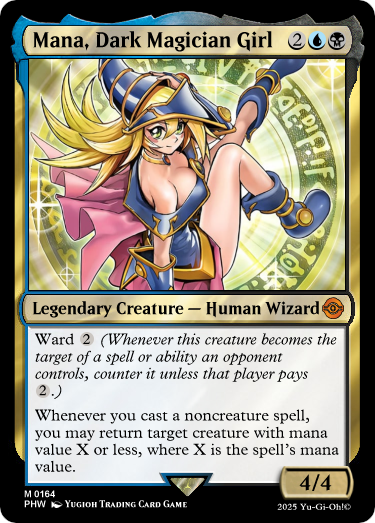 Mana, Dark Magician Girl 2
Legendary Creature — Human Wizard
Ward 2 (Whenever this creature becomes the
target of a spell or ability an opponent
controls, counter it unless that player pays
2.)
Whenever you cast a noncreature spell,
you may return target creature with mana
value X or less, where X is the spell's mana
value.
4/4
M 0164
PHW Yugioh Trading Card Game
2025 Yu-Gi-Oh!©